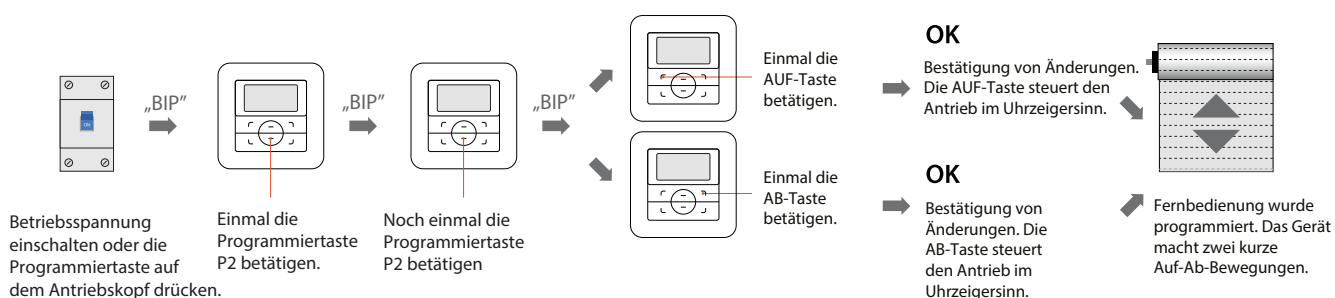 ON
„BIP”
„BIP”
„BIP”
Betriebsspannung
einschalten oder die
Programmiertaste auf
dem Antriebskopf drücken.
Einmal die
Programmiertaste
P2 betätigen.
Noch einmal die
Programmiertaste
P2 betätigen
Einmal die
AUF-Taste
betätigen.
Einmal die
AB-Taste
betätigen.
OK
Bestätigung von Änderungen.
Die AUF-Taste steuert den
Antrieb im Uhrzeigersinn.
OK
Bestätigung von
Änderungen. Die
AB-Taste steuert
den Antrieb im
Uhrzeigersinn.
Fernbedienung wurde
programmiert. Das Gerät
macht zwei kurze
Auf-Ab-Bewegungen.